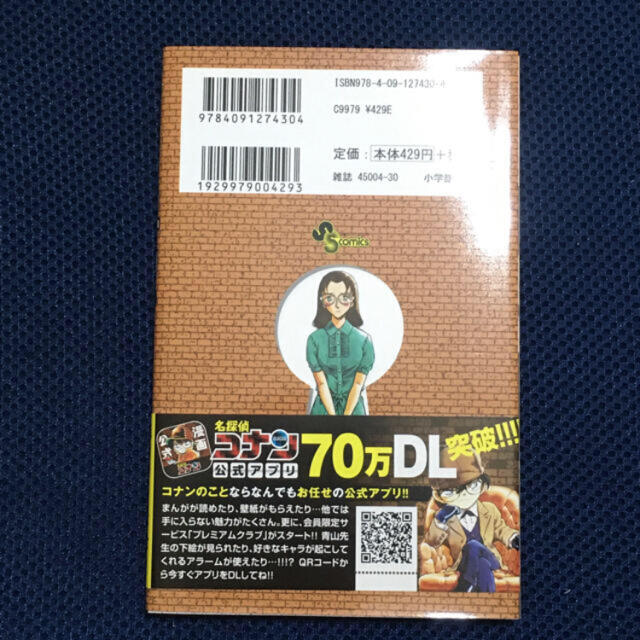 ISBN978-4-09-127430-4
C9979 ¥429E
9784091274304
定価：本体429円＋
1929979004293
雑誌 45004-30 小学
S comics
名探偵
コナン
公式アプリ
漫画
公式
70万DL突破!!!
コナンのことならなんでもお任せの公式アプリ!!
まんがが読めたり、壁紙がもらえたり…他では
手に入らない魅力がたくさん。更に、会員限定サ
ービス「プレミアムクラブ」がスタート!! 青山先
生の下絵が見られたり、好きなキャラが起こして
くれるアラームが使えたり…!!!? QRコードか
ら今すぐアプリをDLしてね!!